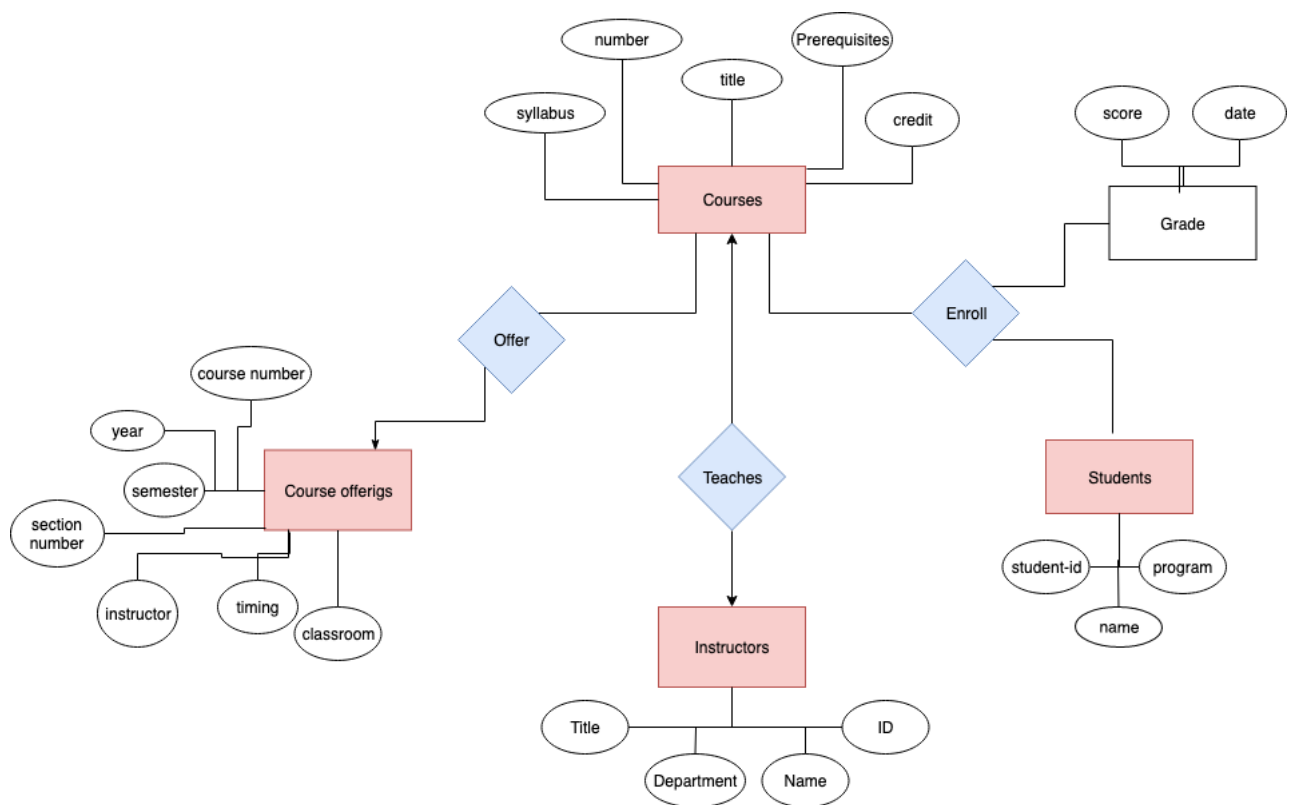 number
Prerequisites
title
syllabus
credit
score
date
Courses
Grade
Enroll
Offer
course number
year
semester
Course offerigs
section
number
instructor
timing
classroom
Teaches
Students
student-id
program
name
Instructors
Title
ID
Department
Name